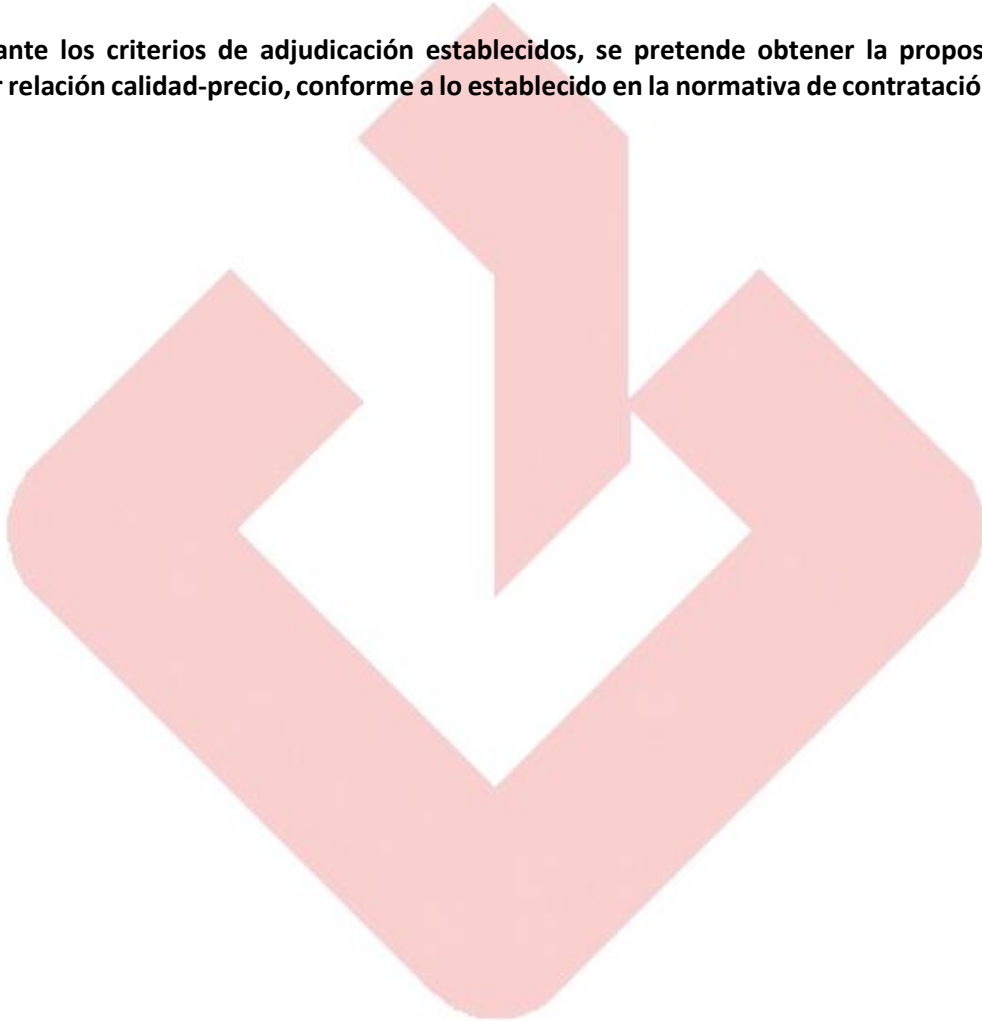 ante los criterios de adjudicación establecidos, se pretende obtener la propos
r relación calidad-precio, conforme a lo establecido en la normativa de contratació